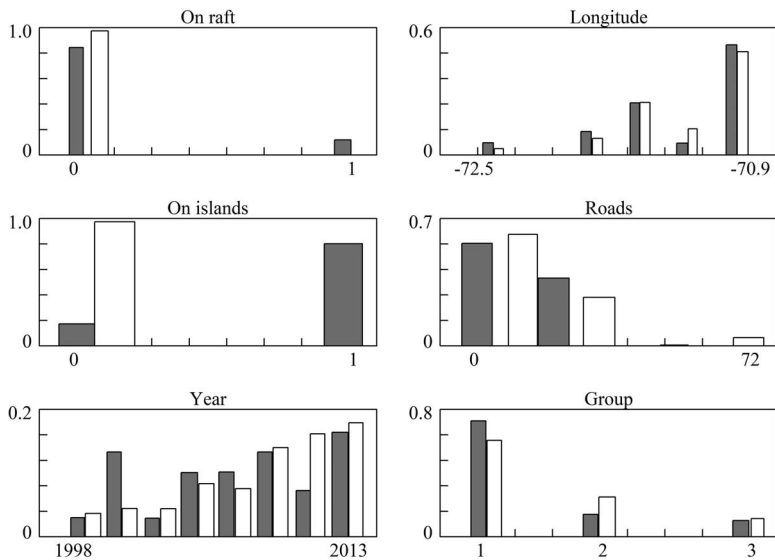 On raft
1.0
0
0 1
Longitude
0.6
0
-72.5 -70.9
On islands
1.0
0
0 1
Roads
0.7
0
0 72
Year
0.2
0
1998 2013
Group
0.8
0
1 2 3